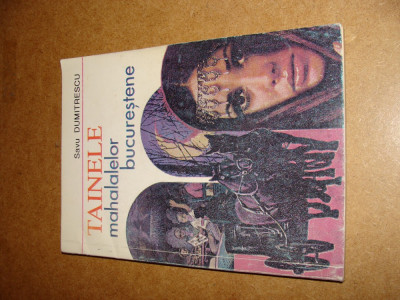 Savu DUMITRESCU
TAINELE
mahalalelor
bucureștene